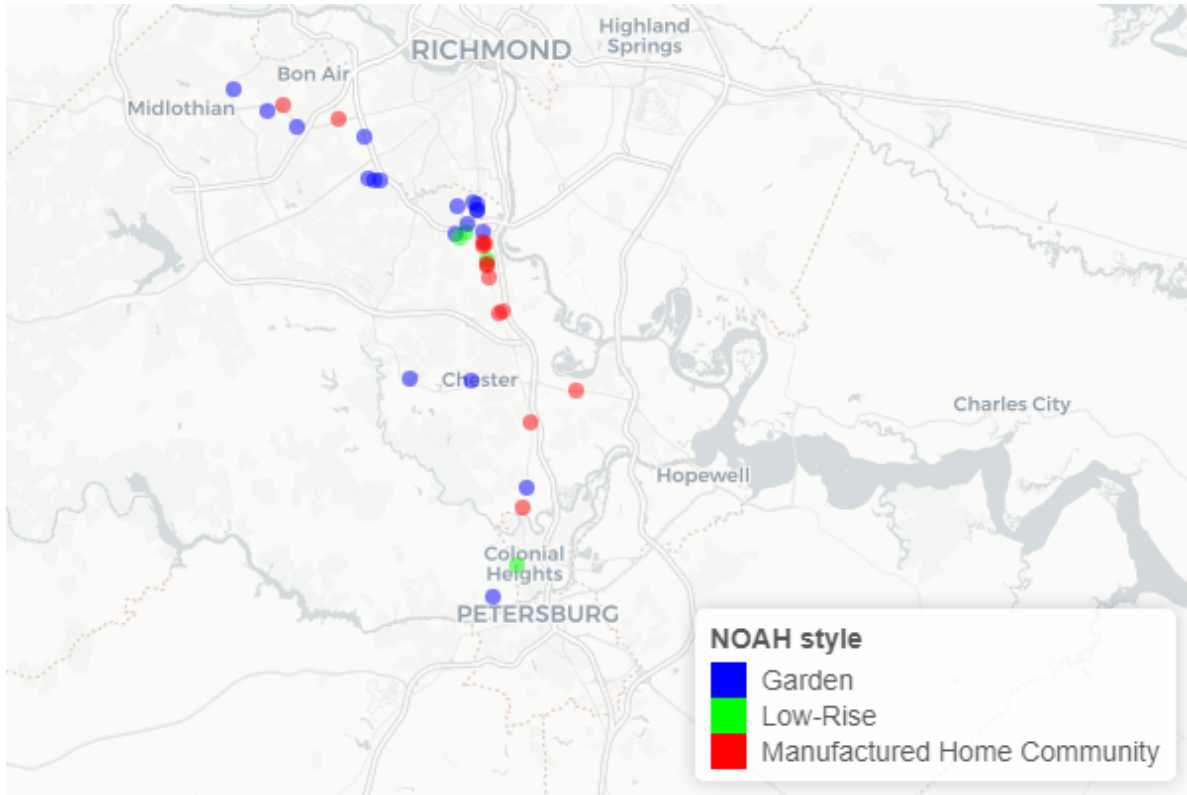 Highland
Springs
RICHMOND
Bon Air
Midlothian
Chester
Charles City
Hopewell
Colonial
Heights
PETERSBURG
NOAH style
Garden
Low-Rise
Manufactured Home Community